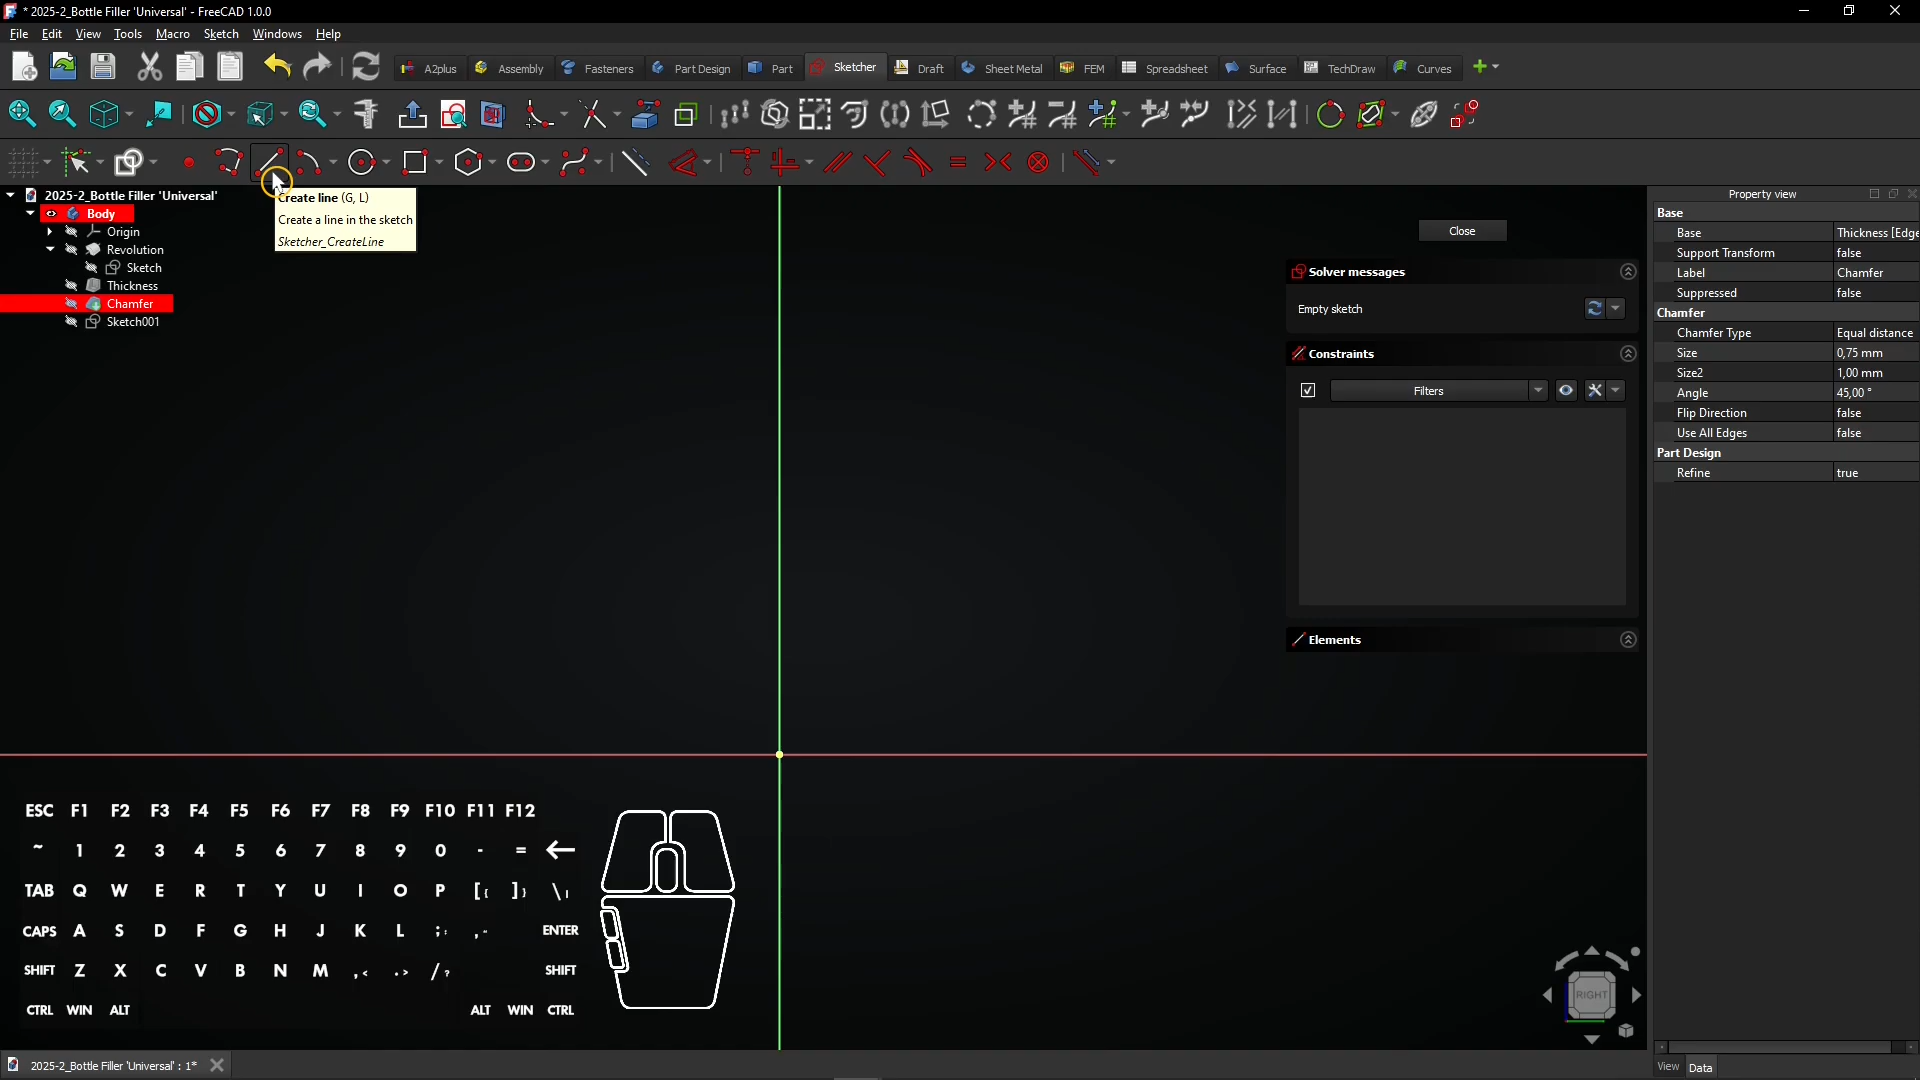 * 2025-2_Bottle Filler 'Universal' - FreeCAD 1.0.0
File Edit View Tools Macro Sketch Windows Help
A2plus Assembly Fasteners Part Design Part Sketcher Draft Sheet Metal FEM Spreadsheet Surface TechDraw Curves
2025-2_Bottle Filler 'Universal'
Body
Origin
Revolution
Sketch
Thickness
Chamfer
Sketch001
Create line (G, L)
Create a line in the sketch
Sketcher_CreateLine
Close
Solver messages
Empty sketch
Constraints
Filters
Elements
Property view
Base
Base Thickness [Edge
Support Transform false
Label Chamfer
Suppressed false
Chamfer
Chamfer Type Equal distance
Size 0,75 mm
Size2 1,00 mm
Angle 45,00 °
Flip Direction false
Use All Edges false
Part Design
Refine true
ESC F1 F2 F3 F4 F5 F6 F7 F8 F9 F10 F11 F12
~ 1 2 3 4 5 6 7 8 9 0 - =
TAB Q W E R T Y U I O P [{ ]} \|
CAPS A S D F G H J K L ;: ,"  ENTER
SHIFT Z X C V B N M ,< .> /? SHIFT
CTRL WIN ALT ALT WIN CTRL
RIGHT
2025-2_Bottle Filler 'Universal' : 1*
View Data